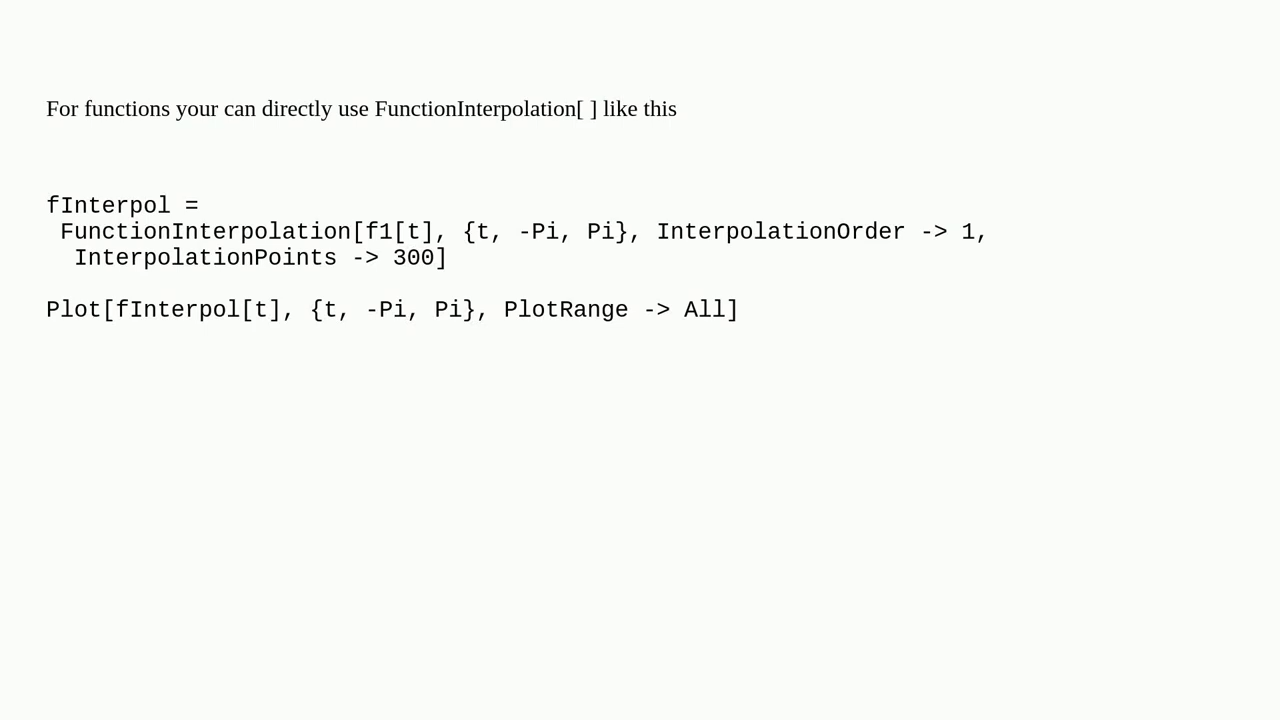 For functions your can directly use FunctionInterpolation[ ] like this
fInterpol =
 FunctionInterpolation[f1[t], {t, -Pi, Pi}, InterpolationOrder -> 1,
  InterpolationPoints -> 300]
Plot[fInterpol[t], {t, -Pi, Pi}, PlotRange -> All]